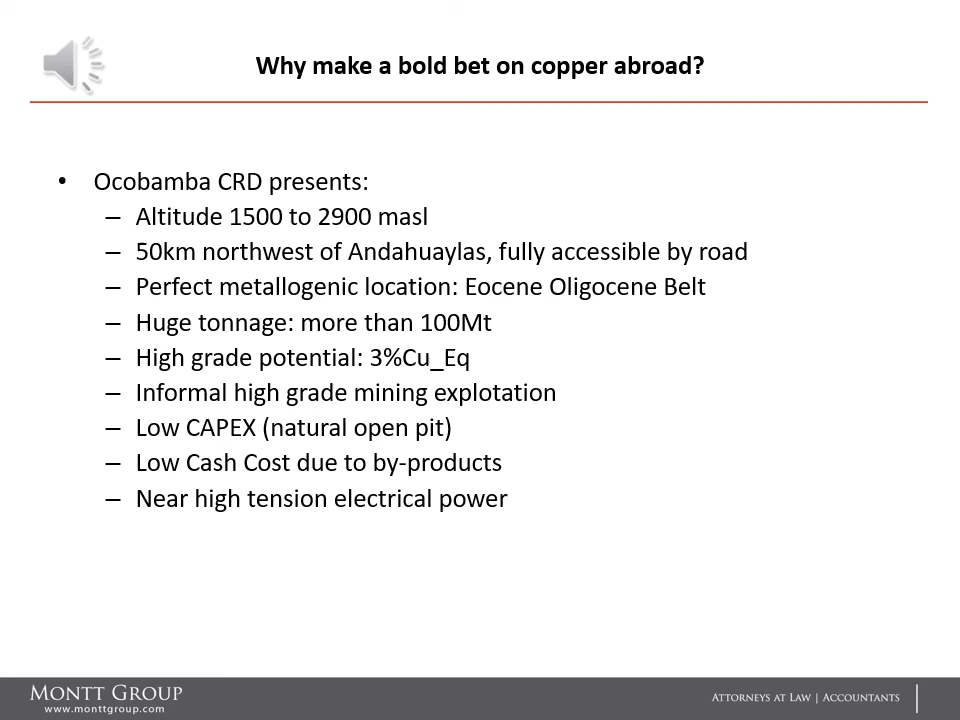 Why make a bold bet on copper abroad?
• Ocobamba CRD presents:
– Altitude 1500 to 2900 masl
– 50km northwest of Andahuaylas, fully accessible by road
– Perfect metallogenic location: Eocene Oligocene Belt
– Huge tonnage: more than 100Mt
– High grade potential: 3%Cu_Eq
– Informal high grade mining explotation
– Low CAPEX (natural open pit)
– Low Cash Cost due to by-products
– Near high tension electrical power
Montt Group
www.monttgroup.com
Attorneys at Law | Accountants